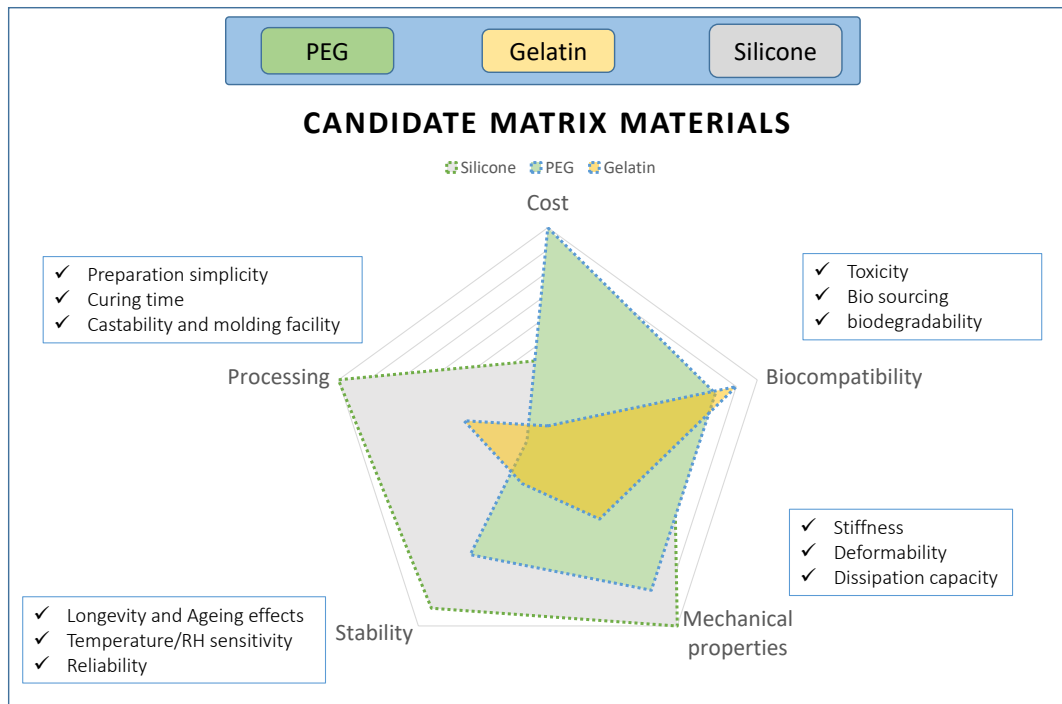 PEG
Gelatin
Silicone
CANDIDATE MATRIX MATERIALS
Silicone PEG Gelatin
Cost
Preparation simplicity
Curing time
Castability and molding facility
Toxicity
Bio sourcing
biodegradability
Processing
Biocompatibility
Stiffness
Deformability
Dissipation capacity
Longevity and Ageing effects
Temperature/RH sensitivity
Reliability
Stability
Mechanical
properties